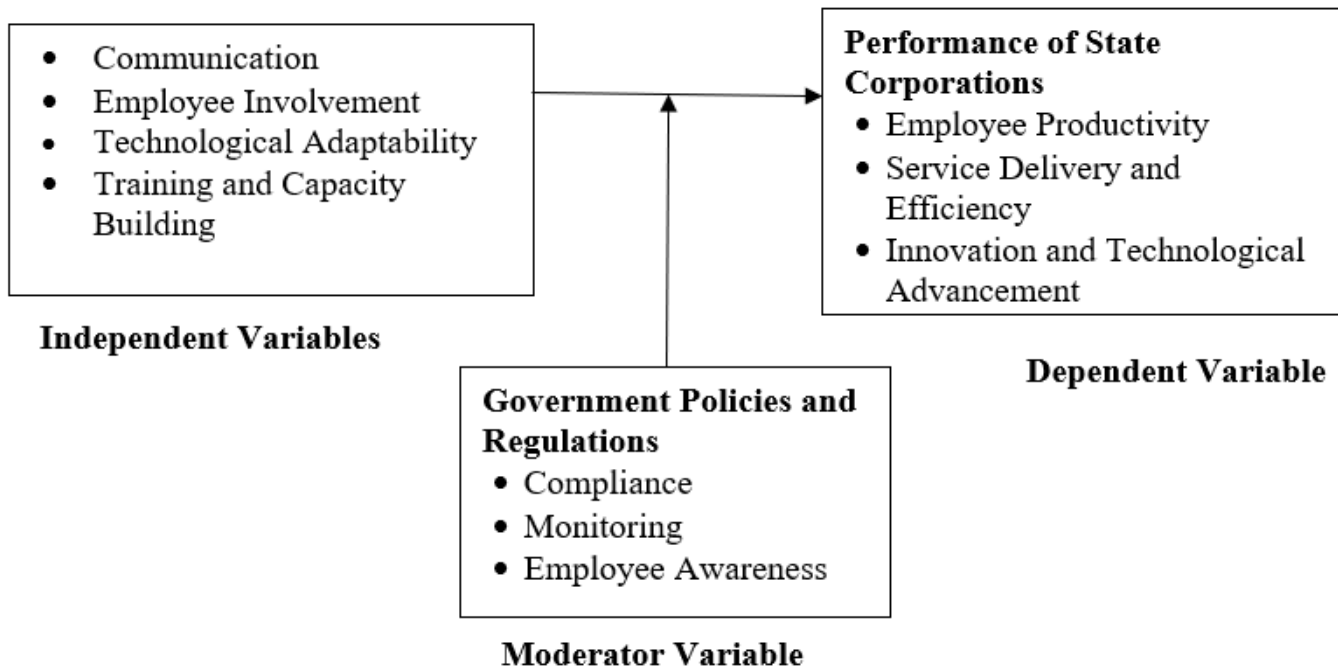 • Communication
• Employee Involvement
• Technological Adaptability
• Training and Capacity
Building
Independent Variables
Performance of State
Corporations
• Employee Productivity
• Service Delivery and
Efficiency
• Innovation and Technological
Advancement
Dependent Variable
Government Policies and
Regulations
• Compliance
• Monitoring
• Employee Awareness
Moderator Variable